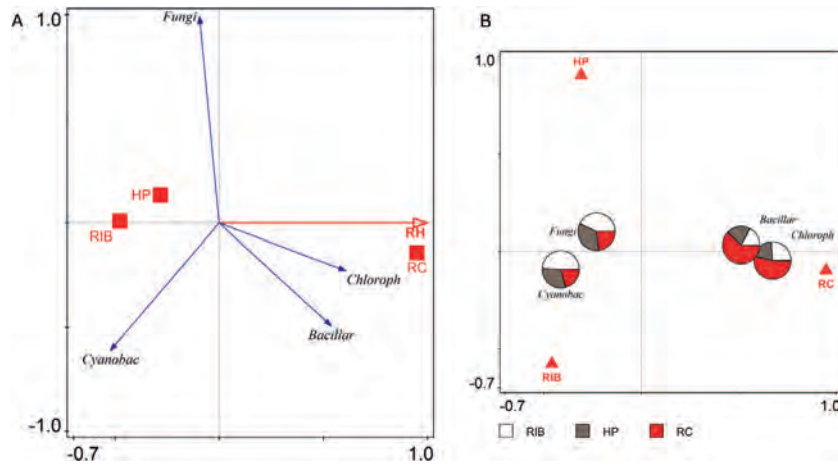 A
1.0
Fungi
HP
RIB
RH
RC
Chloroph
Bacillar
Cyanobac
-1.0
-0.7
1.0
B
1.0
HP
Fungi
Bacillar
Chloroph
Cyanobac
RC
RIB
-0.7
-0.7
1.0
RIB
HP
RC